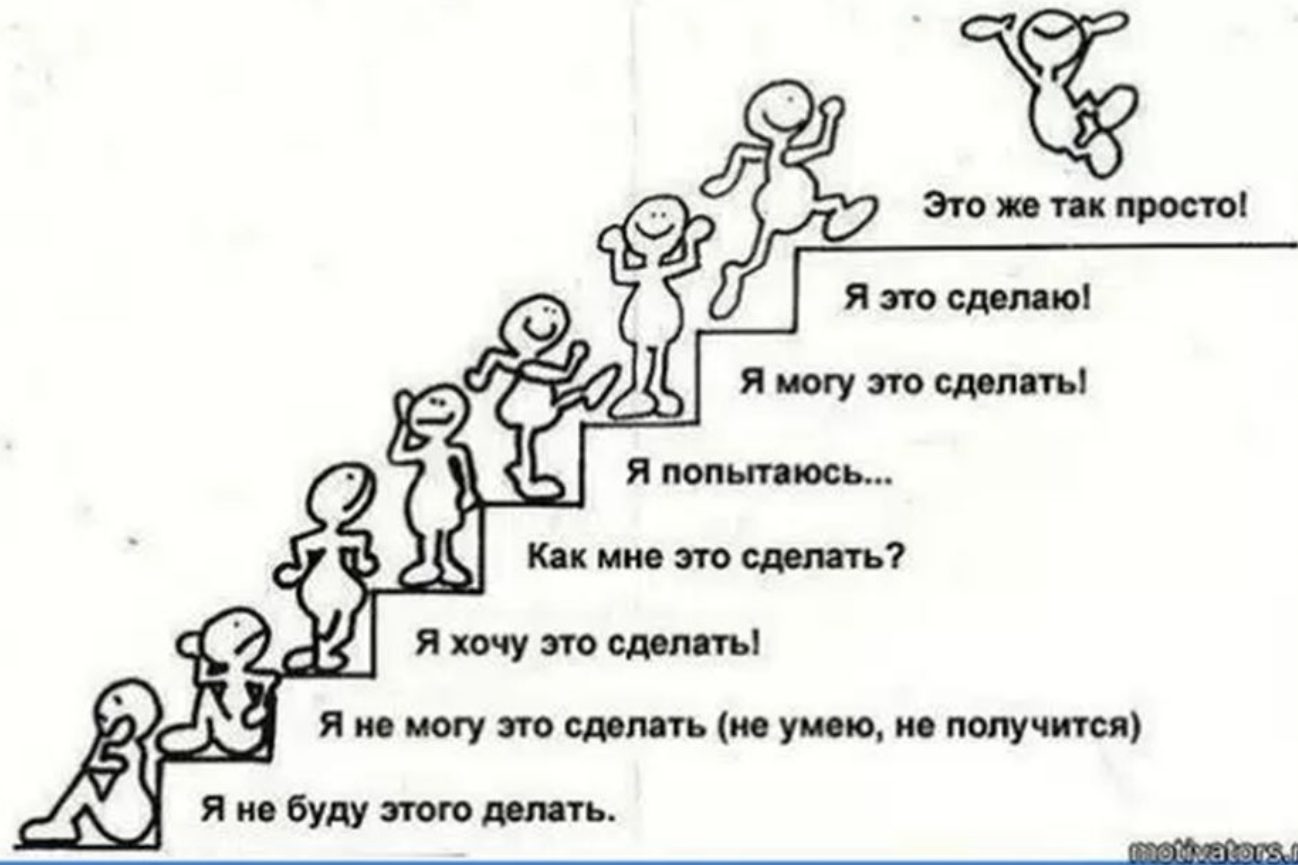 Это же так просто!
Я это сделаю!
Я могу это сделать!
Я попытаюсь...
Как мне это сделать?
Я хочу это сделать!
Я не могу это сделать (не умею, не получится)
Я не буду этого делать.
motivators.r